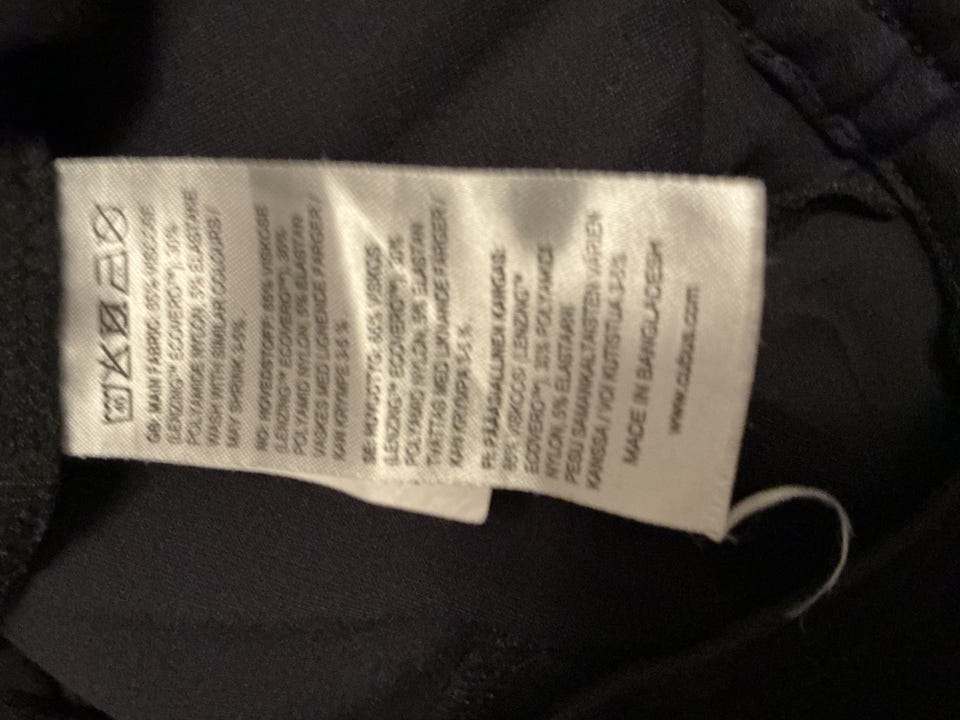 GB: MAIN FABRIC: 65% VISCOSE
(LENZING™ ECOVERO™), 30%
POLYAMIDE NYLON, 5% ELASTANE
WASH WITH SIMILAR COLOURS /
MAY SHRINK 3-5%
NO: HOVEDSTOFF: 65% VISKOSE
(LENZING™ ECOVERO™), 30%
POLYAMID NYLON, 5% ELASTAN
VASKES MED LIGNENDE FARGER /
KAN KRYMPE 3-5 %
SE: HUVUDTYG: 65% VISKOS
(LENZING™ ECOVERO™), 30%
POLYAMID NYLON, 5% ELASTAN
TVÄTTAS MED LIKNANDE FÄRGER /
KAN KRYMPA 3-5 %
FI: PÄÄASIALLINEN KANGAS:
65% VISKOOSI (LENZING™
ECOVERO™), 30% POLYAMIDI
NYLON, 5% ELASTANI
PESU SAMANKALTAISTEN VÄRIEN
KANSSA / VOI KUTISTUA 3-5%
MADE IN BANGLADESH
www.cubus.com